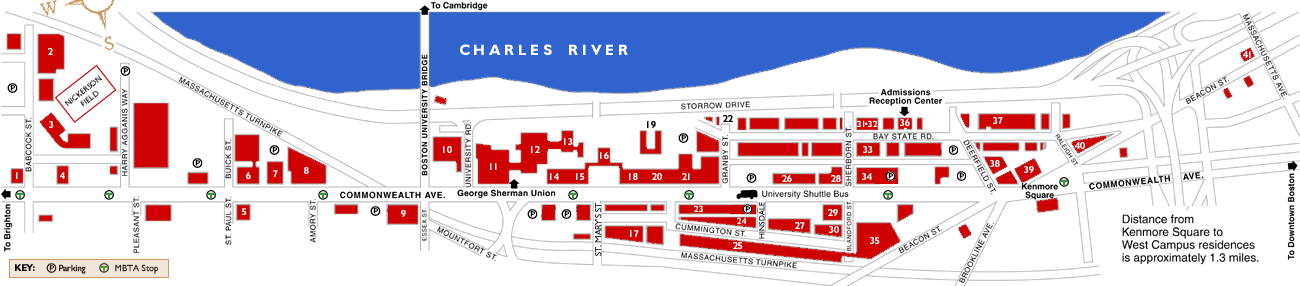 To Cambridge
S
CHARLES RIVER
MASSACHUSETTS AVE.
41
2
NICKERSON
FIELD
P
P
HARRY AGGANIS WAY
MASSACHUSETTS TURNPIKE
BOSTON UNIVERSITY BRIDGE
BEACON ST.
STORROW DRIVE
Admissions
Reception Center
BABCOCK ST.
3
UNIVERSITY RD.
19
22
31•32
36
37
BAY STATE RD.
P
BUICK ST.
P
P
10
11
12
13
16
GRANBY ST.
SHERBORN ST.
33
P
DEERFIELD ST.
RALEIGH ST.
40
38
39
1
4
6
7
8
14
15
18
20
21
P
26
28
34
P
P
Kenmore
Square
COMMONWEALTH AVE.
George Sherman Union
University Shuttle Bus
COMMONWEALTH AVE.
To Brighton
PLEASANT ST.
ST. PAUL ST.
5
AMORY ST.
P
9
ESSEX ST.
MOUNTFORT ST.
P
P
ST. MARY'S ST.
17
23
P
24
CUMMINGTON ST.
HINSDALE
25
27
29
30
BLANDFORD ST.
35
MASSACHUSETTS TURNPIKE
BEACON ST.
BROOKLINE AVE.
Distance from
Kenmore Square to
West Campus residences
is approximately 1.3 miles.
To Downtown Boston
KEY: P Parking T MBTA Stop